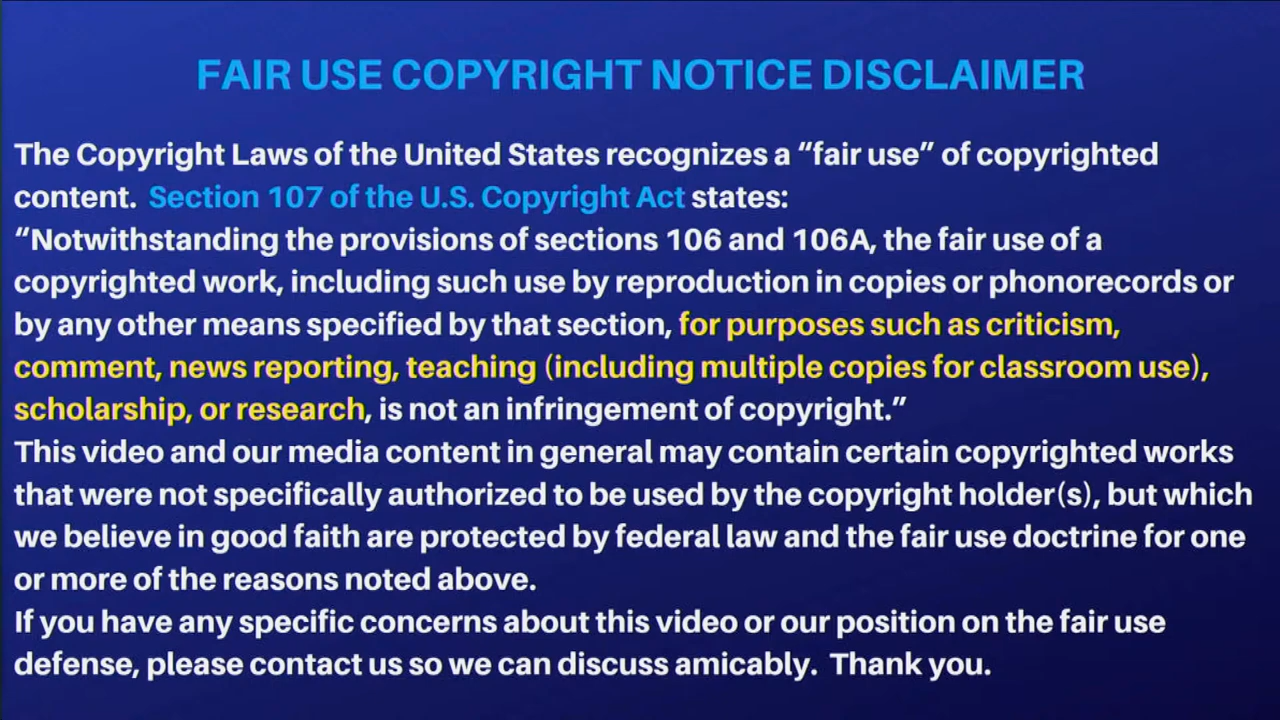 FAIR USE COPYRIGHT NOTICE DISCLAIMER
The Copyright Laws of the United States recognizes a “fair use” of copyrighted
content.  Section 107 of the U.S. Copyright Act states:
“Notwithstanding the provisions of sections 106 and 106A, the fair use of a
copyrighted work, including such use by reproduction in copies or phonorecords or
by any other means specified by that section, for purposes such as criticism,
comment, news reporting, teaching (including multiple copies for classroom use),
scholarship, or research, is not an infringement of copyright.”
This video and our media content in general may contain certain copyrighted works
that were not specifically authorized to be used by the copyright holder(s), but which
we believe in good faith are protected by federal law and the fair use doctrine for one
or more of the reasons noted above.
If you have any specific concerns about this video or our position on the fair use
defense, please contact us so we can discuss amicably.  Thank you.